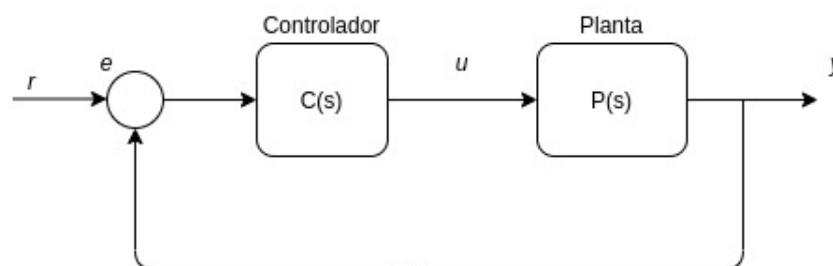 Controlador
Planta
r
e
u
y
C(s)
P(s)